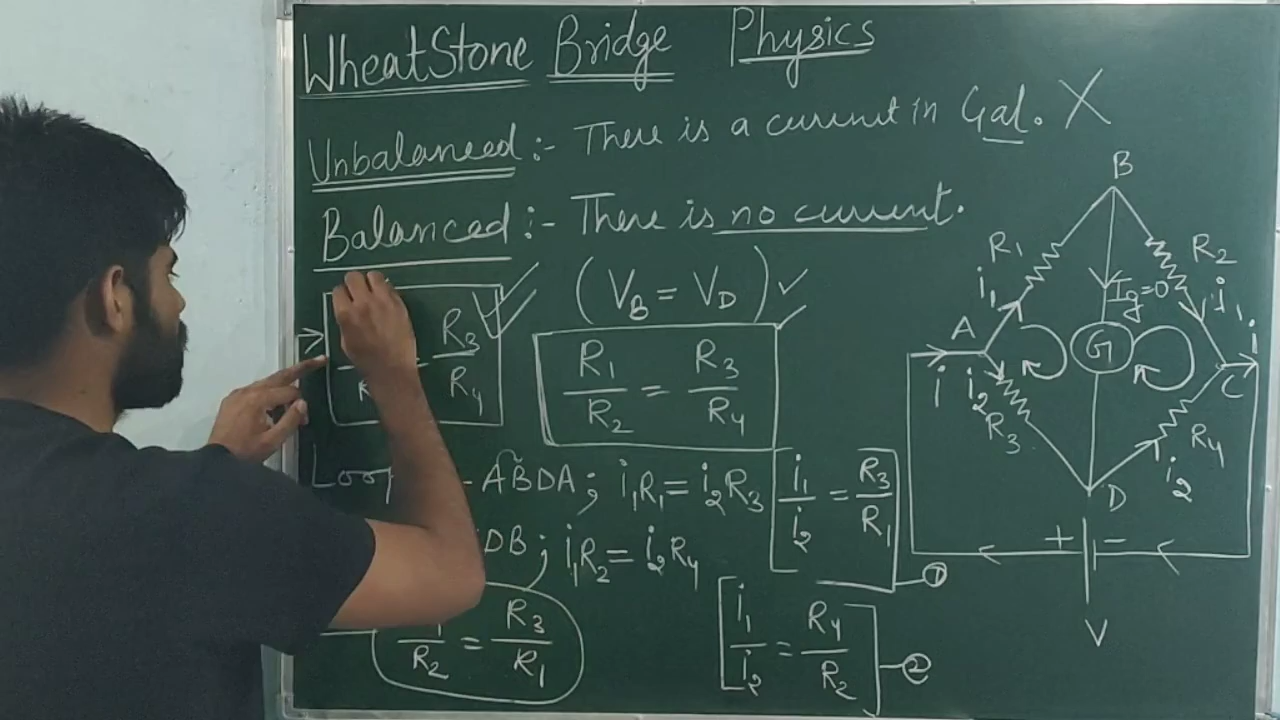 WheatStone Bridge Physics
Unbalanced :- There is a current in Gal. X
Balanced :- There is no current.
(V_B = V_D) ✓
= R3/R4
R1/R2 = R3/R4
Loop - ABDA; i1R1 = i2R3
i1/i2 = R3/R1 - 1
DB; i1R2 = i2R4
i1/i2 = R4/R2 - 2
/R2 = R3/R1
B
R1
R2
i1
i1
Ig=0
A
G
i
i
C
i2
R3
R4
i2
D
+ -
V